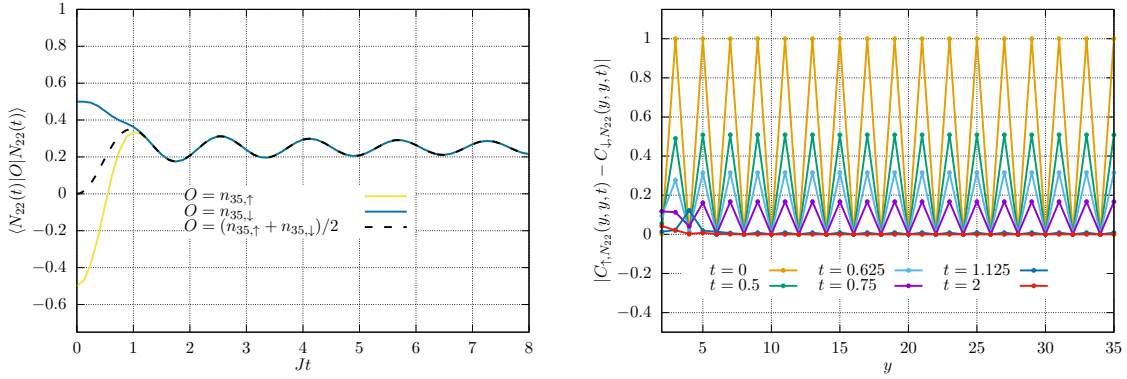 ⟨N₂₂(t)|O|N₂₂(t)⟩
1
0.8
0.6
0.4
0.2
0
−0.2
−0.4
−0.6
O = n₃₅,↑
O = n₃₅,↓
O = (n₃₅,↑ + n₃₅,↓)/2
0 1 2 3 4 5 6 7 8
Jt
|C↑,N₂₂(y, y, t) − C↓,N₂₂(y, y, t)|
1
0.8
0.6
0.4
0.2
0
−0.2
−0.4
t = 0 t = 0.625 t = 1.125
t = 0.5 t = 0.75 t = 2
5 10 15 20 25 30 35
y